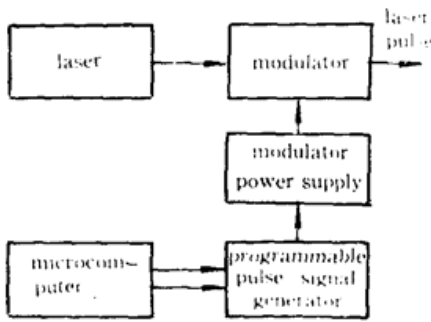 laser
pulse
laser
modulator
modulator
power supply
microcom-
puter
programmable
pulse signal
generator